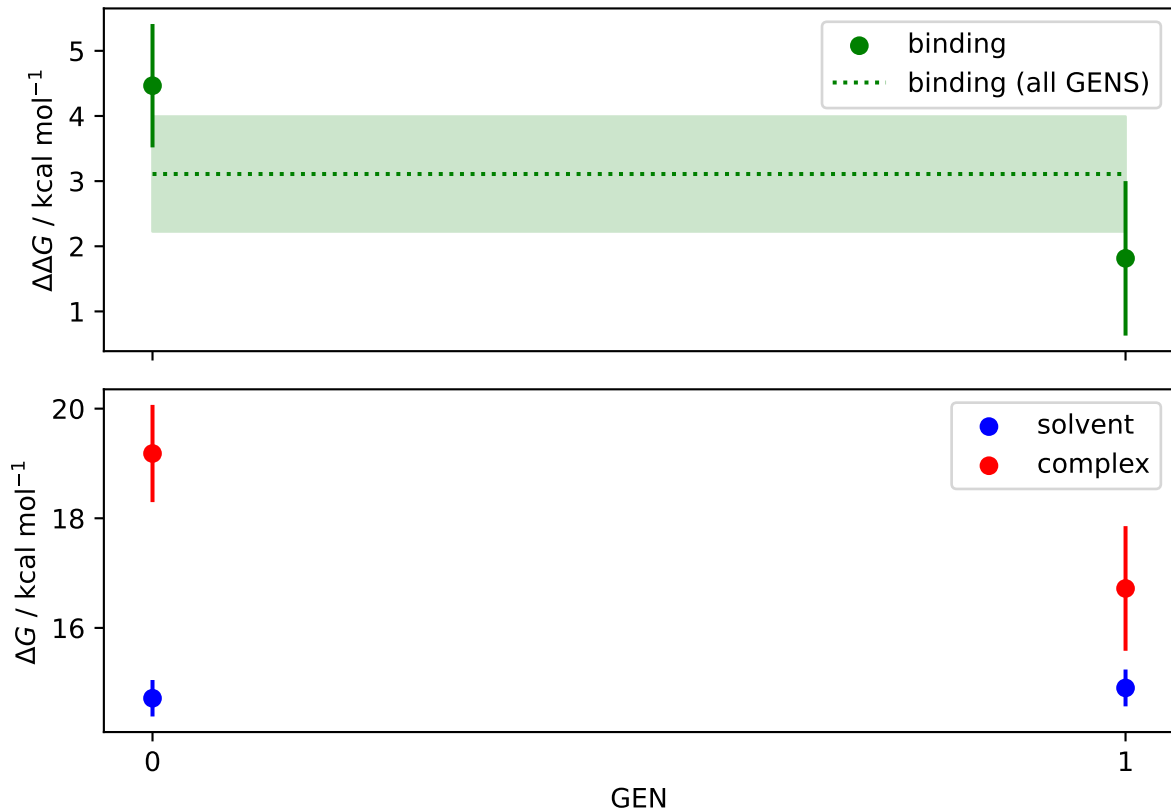 5
4
3
2
1
ΔΔG / kcal mol⁻¹
binding
binding (all GENS)
20
18
16
ΔG / kcal mol⁻¹
solvent
complex
0
1
GEN